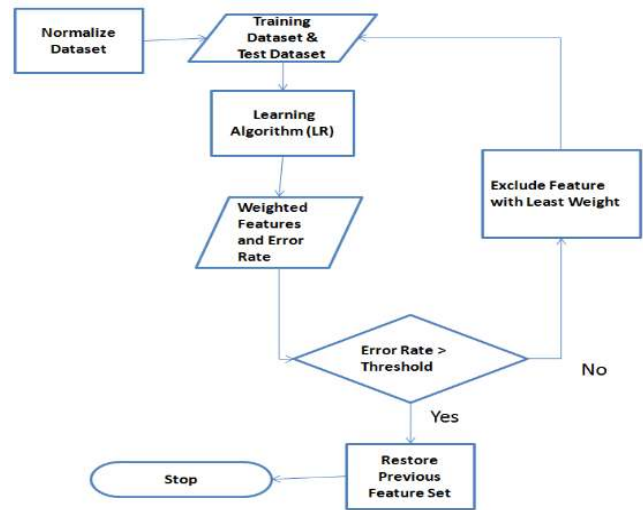 Normalize
Dataset
Training
Dataset &
Test Dataset
Learning
Algorithm (LR)
Weighted
Features
and Error
Rate
Exclude Feature
with Least Weight
Error Rate >
Threshold
No
Yes
Restore
Previous
Feature Set
Stop